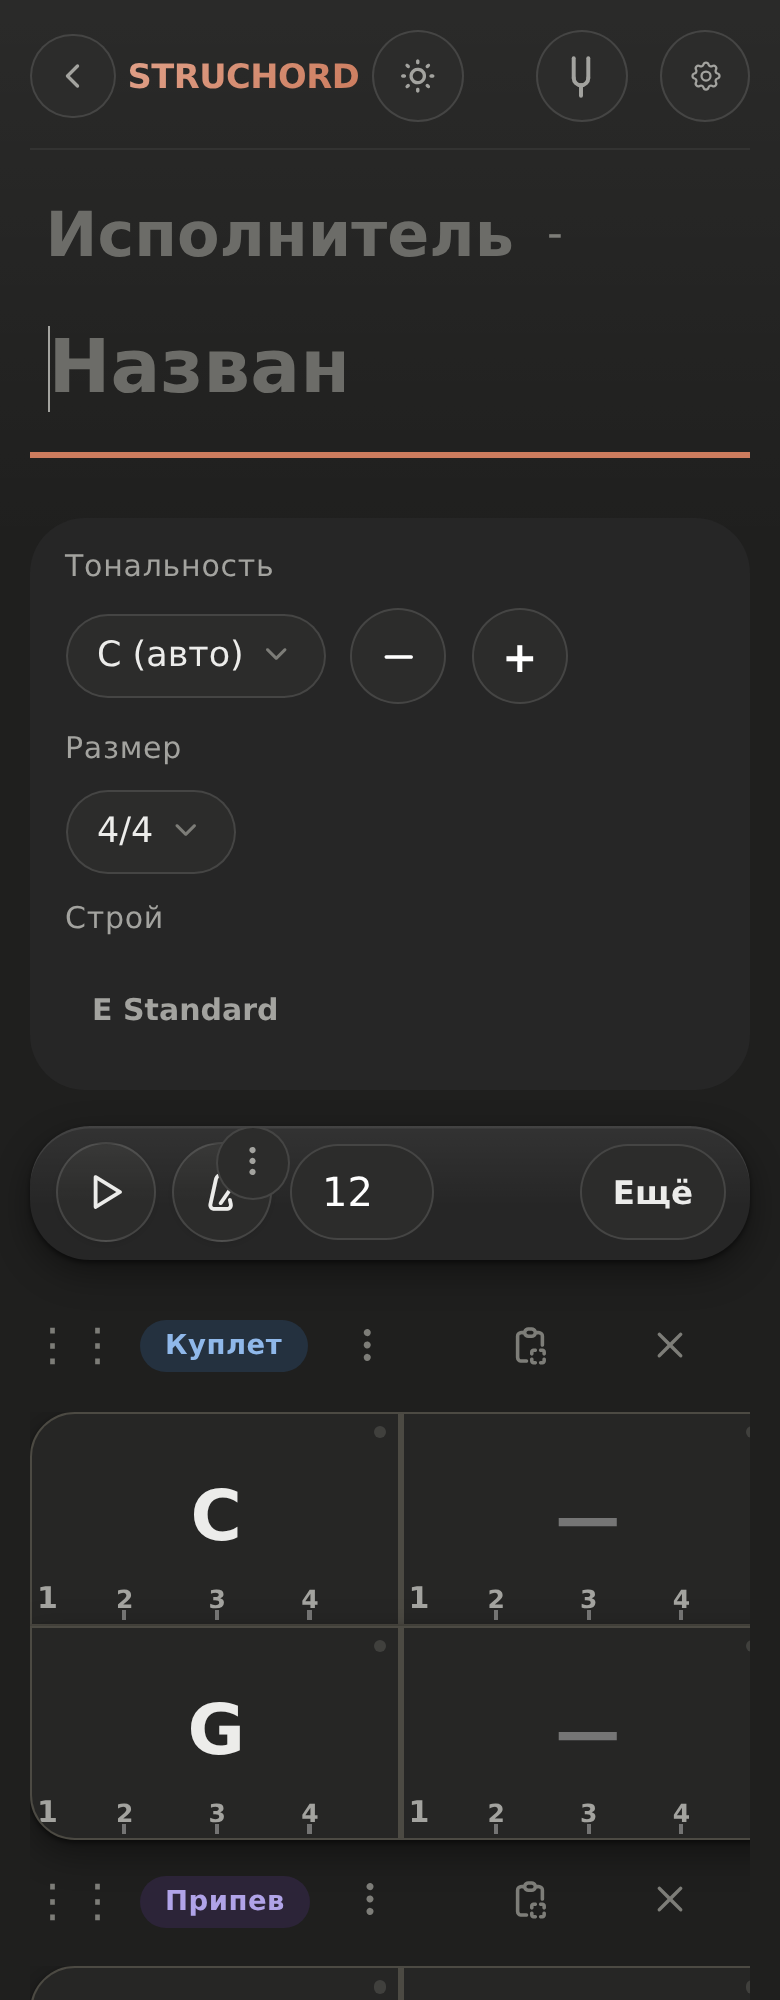 STRUCHORD
Исполнитель -
Назван
Тональность
C (авто)
− +
Размер
4/4
Строй
E Standard
12 Ещё
Куплет
C —
1 2 3 4 1 2 3 4
G —
1 2 3 4 1 2 3 4
Припев